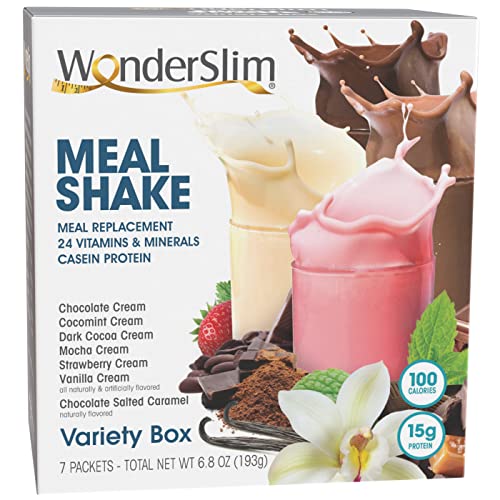 WonderSlim®
MEAL
SHAKE
MEAL REPLACEMENT
24 VITAMINS & MINERALS
CASEIN PROTEIN
Chocolate Cream
Cocomint Cream
Dark Cocoa Cream
Mocha Cream
Strawberry Cream
Vanilla Cream
all naturally & artificially flavored
Chocolate Salted Caramel
naturally flavored
Variety Box
7 PACKETS - TOTAL NET WT 6.8 OZ (193g)
100
CALORIES
15g
PROTEIN